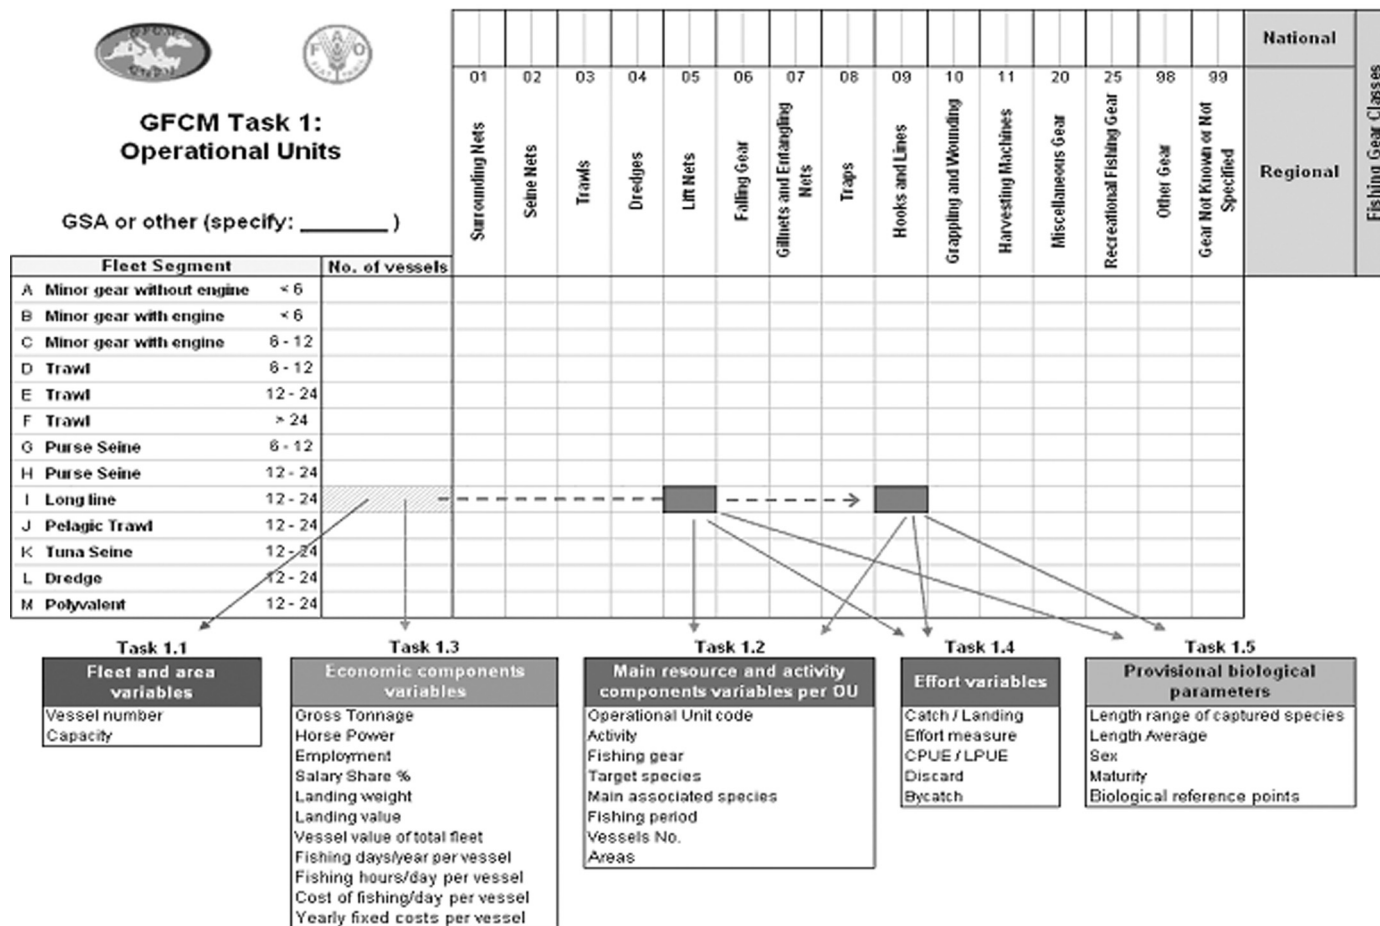 GFCM
FAO
FIAT PANIS
GFCM Task 1:
Operational Units
GSA or other (specify: ________ )
National
01 02 03 04 05 06 07 08 09 10 11 20 25 98 99
Surrounding Nets
Seine Nets
Trawls
Dredges
Lift Nets
Falling Gear
Gillnets and Entangling
Nets
Traps
Hooks and Lines
Grappling and Wounding
Harvesting Machines
Miscellaneous Gear
Recreational Fishing Gear
Other Gear
Gear Not Known or Not
Specified
Regional
Fishing Gear Classes
Fleet Segment No. of vessels
A Minor gear without engine < 6
B Minor gear with engine < 6
C Minor gear with engine 6 - 12
D Trawl 6 - 12
E Trawl 12 - 24
F Trawl > 24
G Purse Seine 6 - 12
H Purse Seine 12 - 24
I Long line 12 - 24
J Pelagic Trawl 12 - 24
K Tuna Seine 12 - 24
L Dredge 12 - 24
M Polyvalent 12 - 24
Task 1.1
Fleet and area
variables
Vessel number
Capacity
Task 1.3
Economic components
variables
Gross Tonnage
Horse Power
Employment
Salary Share %
Landing weight
Landing value
Vessel value of total fleet
Fishing days/year per vessel
Fishing hours/day per vessel
Cost of fishing/day per vessel
Yearly fixed costs per vessel
Task 1.2
Main resource and activity
components variables per OU
Operational Unit code
Activity
Fishing gear
Target species
Main associated species
Fishing period
Vessels No.
Areas
Task 1.4
Effort variables
Catch / Landing
Effort measure
CPUE / LPUE
Discard
Bycatch
Task 1.5
Provisional biological
parameters
Length range of captured species
Length Average
Sex
Maturity
Biological reference points